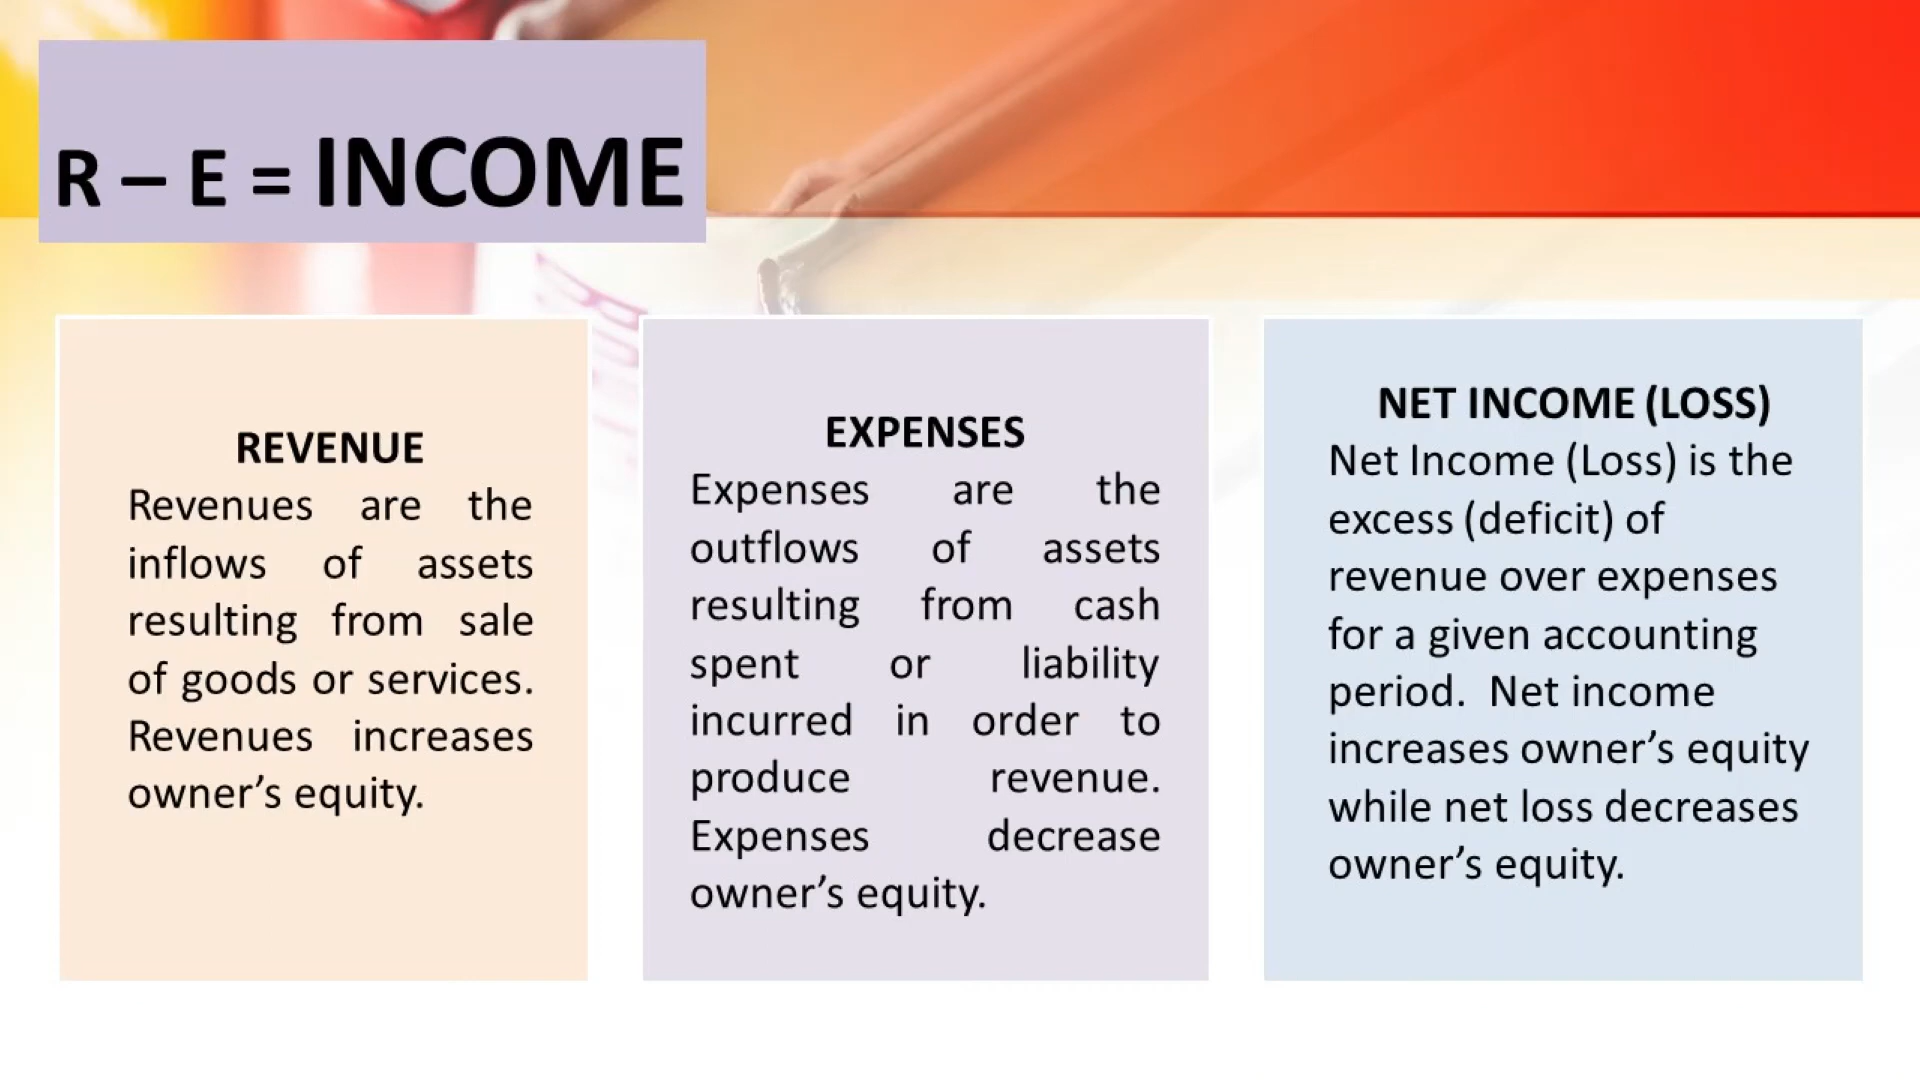 R – E = INCOME
REVENUE
Revenues are the
inflows of assets
resulting from sale
of goods or services.
Revenues increases
owner’s equity.
EXPENSES
Expenses are the
outflows of assets
resulting from cash
spent or liability
incurred in order to
produce revenue.
Expenses decrease
owner’s equity.
NET INCOME (LOSS)
Net Income (Loss) is the
excess (deficit) of
revenue over expenses
for a given accounting
period. Net income
increases owner’s equity
while net loss decreases
owner’s equity.